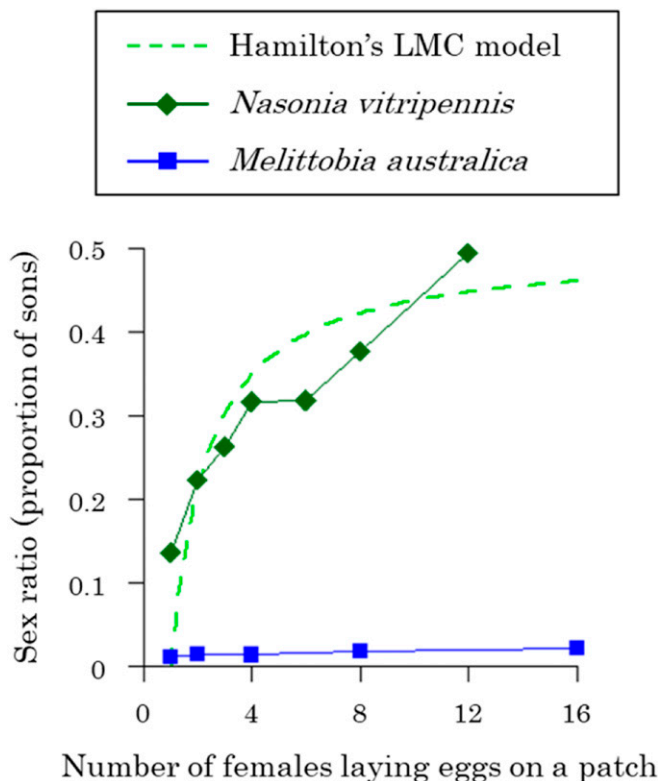 Hamilton's LMC model
Nasonia vitripennis
Melittobia australica
Sex ratio (proportion of sons)
0.5
0.4
0.3
0.2
0.1
0
0 4 8 12 16
Number of females laying eggs on a patch